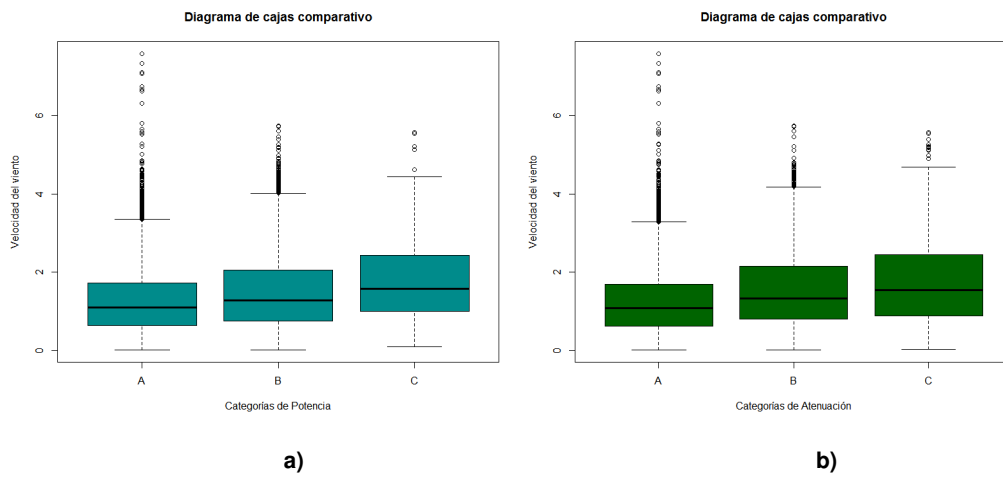 Diagrama de cajas comparativo
Velocidad del viento
6
4
2
0
A B C
Categorías de Potencia
a)
Diagrama de cajas comparativo
Velocidad del viento
6
4
2
0
A B C
Categorías de Atenuación
b)